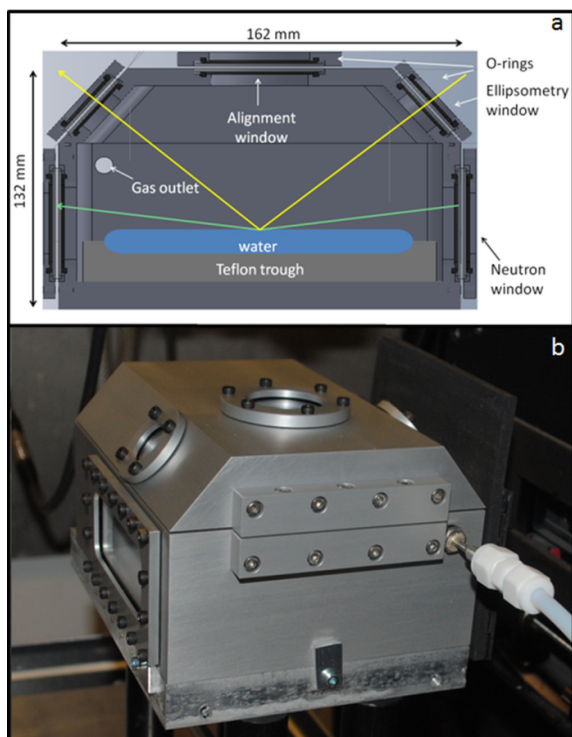 a
162 mm
O-rings
Ellipsometry
window
Alignment
window
132 mm
Gas outlet
water
Teflon trough
Neutron
window
b